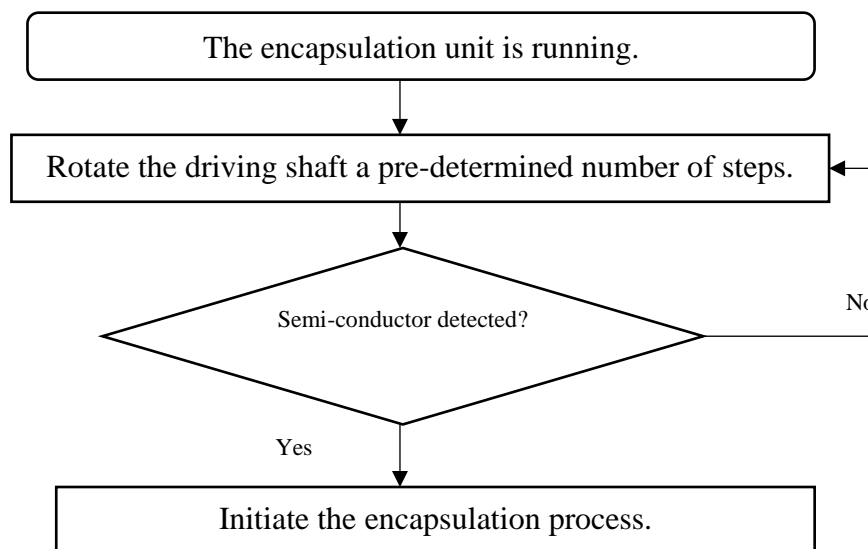 The encapsulation unit is running.
Rotate the driving shaft a pre-determined number of steps.
Semi-conductor detected?
No
Yes
Initiate the encapsulation process.